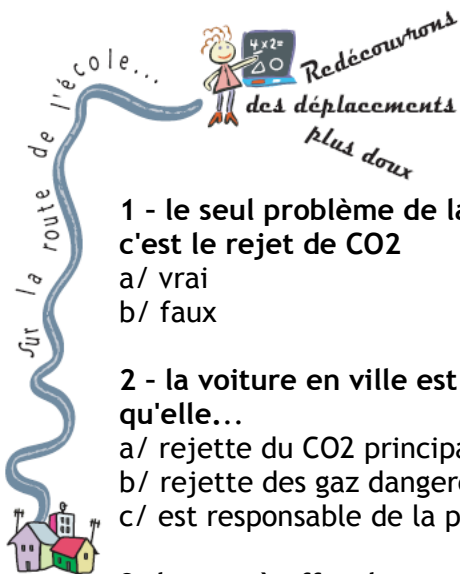 sur la route de l'école...
4x2=
Redécouvrons
des déplacements
plus doux
1 - le seul problème de la
c'est le rejet de CO2
a/ vrai
b/ faux
2 - la voiture en ville est
qu'elle...
a/ rejette du CO2
b/ rejette des gaz
c/ est responsable de la